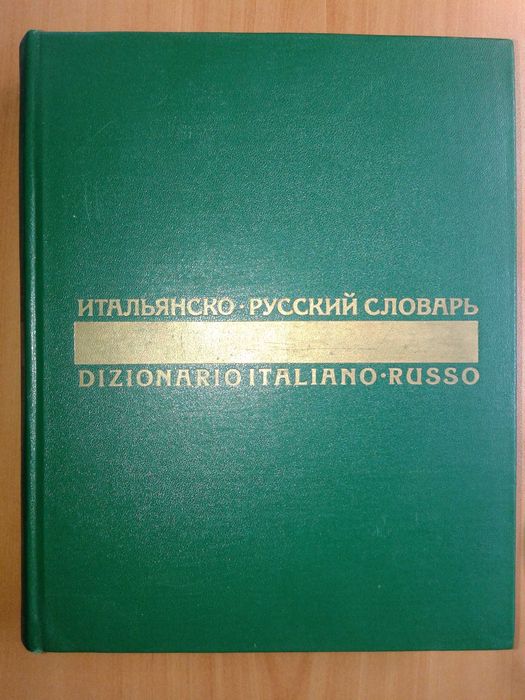 ИТАЛЬЯНСКО·РУССКИЙ СЛОВАРЬ
DIZIONARIO ITALIANO·RUSSO